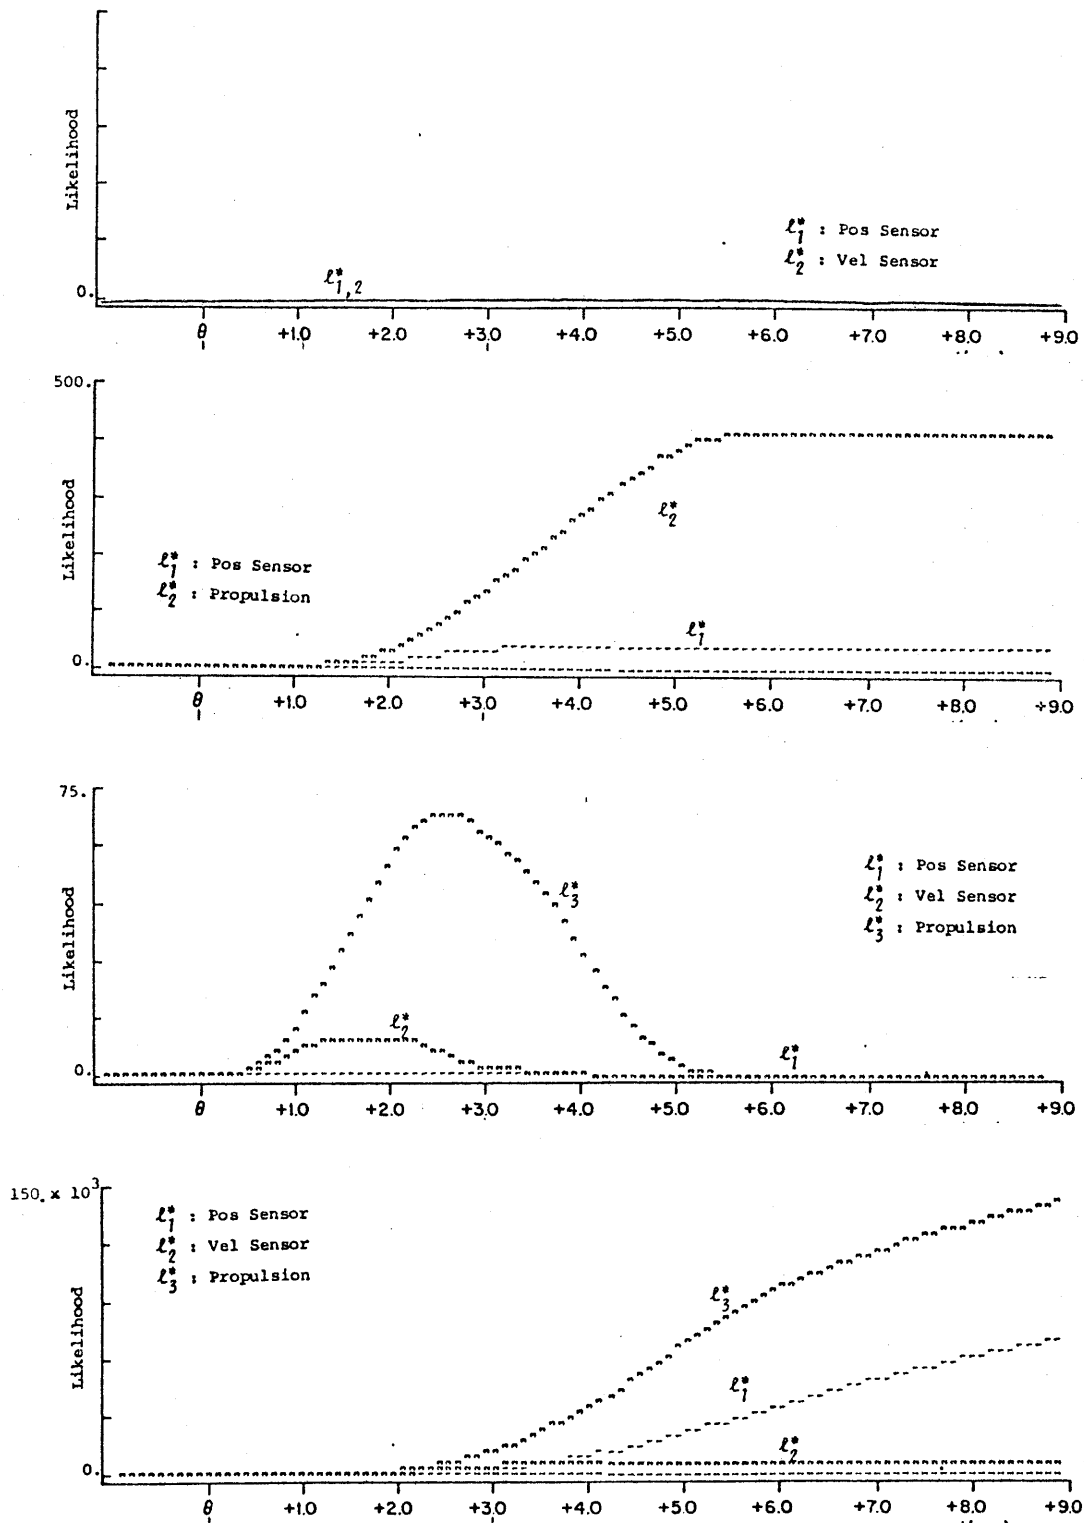 Likelihood
ℓ*1 : Pos Sensor
ℓ*2 : Vel Sensor
ℓ*1,2
0.
θ +1.0 +2.0 +3.0 +4.0 +5.0 +6.0 +7.0 +8.0 +9.0
500.
Likelihood
ℓ*2
ℓ*1 : Pos Sensor
ℓ*2 : Propulsion
ℓ*1
0.
θ +1.0 +2.0 +3.0 +4.0 +5.0 +6.0 +7.0 +8.0 +9.0
75.
Likelihood
ℓ*1 : Pos Sensor
ℓ*2 : Vel Sensor
ℓ*3 : Propulsion
ℓ*3
ℓ*2
ℓ*1
0.
θ +1.0 +2.0 +3.0 +4.0 +5.0 +6.0 +7.0 +8.0 +9.0
150. x 10³
ℓ*1 : Pos Sensor
ℓ*2 : Vel Sensor
ℓ*3 : Propulsion
Likelihood
ℓ*3
ℓ*1
ℓ*2
0.
θ +1.0 +2.0 +3.0 +4.0 +5.0 +6.0 +7.0 +8.0 +9.0